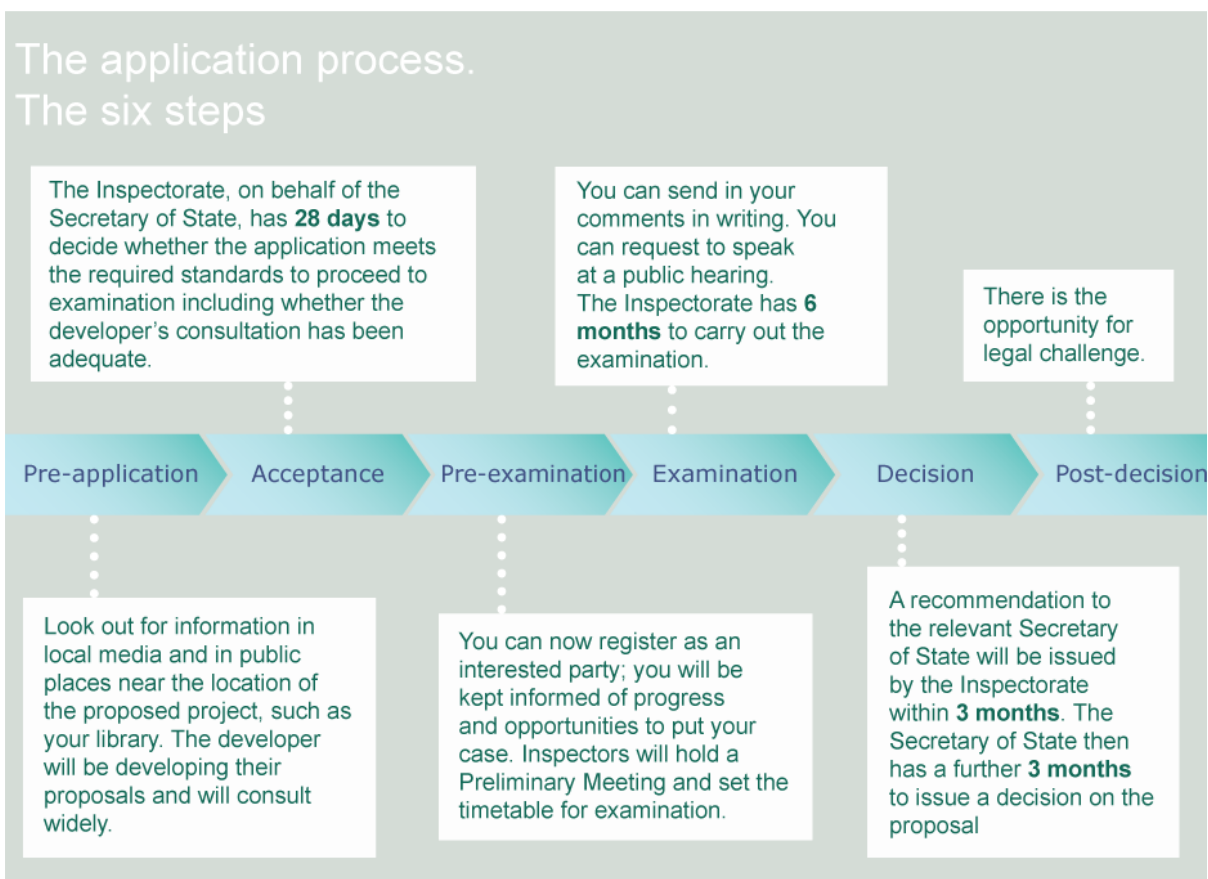 The application process.
The six steps
The Inspectorate, on behalf of the
Secretary of State, has 28 days to
decide whether the application meets
the required standards to proceed to
examination including whether the
developer's consultation has been
adequate.
You can send in your
comments in writing. You
can request to speak
at a public hearing.
The Inspectorate has 6
months to carry out the
examination.
There is the
opportunity for
legal challenge.
Pre-application
Acceptance
Pre-examination
Examination
Decision
Post-decision
Look out for information in
local media and in public
places near the location of
the proposed project, such as
your library. The developer
will be developing their
proposals and will consult
widely.
You can now register as an
interested party; you will be
kept informed of progress
and opportunities to put your
case. Inspectors will hold a
Preliminary Meeting and set the
timetable for examination.
A recommendation to
the relevant Secretary
of State will be issued
by the Inspectorate
within 3 months. The
Secretary of State then
has a further 3 months
to issue a decision on the
proposal